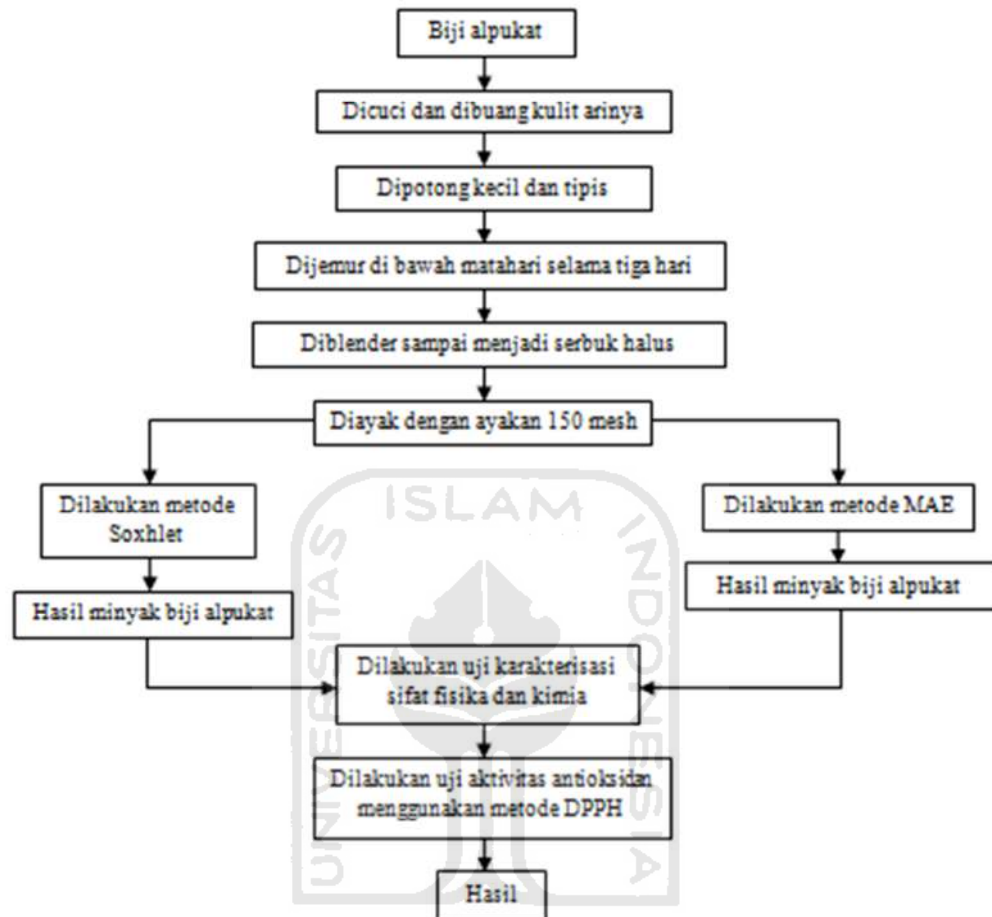 Biji alpukat
Dicuci dan dibuang kulit arinya
Dipotong kecil dan tipis
Dijemur di bawah matahari selama tiga hari
Diblender sampai menjadi serbuk halus
Diayak dengan ayakan 150 mesh
Dilakukan metode
Soxhlet
Hasil minyak biji alpukat
Dilakukan metode MAE
Hasil minyak biji alpukat
Dilakukan uji karakterisasi
sifat fisika dan kimia
Dilakukan uji aktivitas antioksidan
menggunakan metode DPPH
Hasil
UNIVERSITAS
ISLAM
INDONESIA